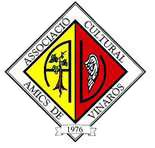 ASSOCIACIÓ
CULTURAL
AMICS DE
VINARÒS
1976